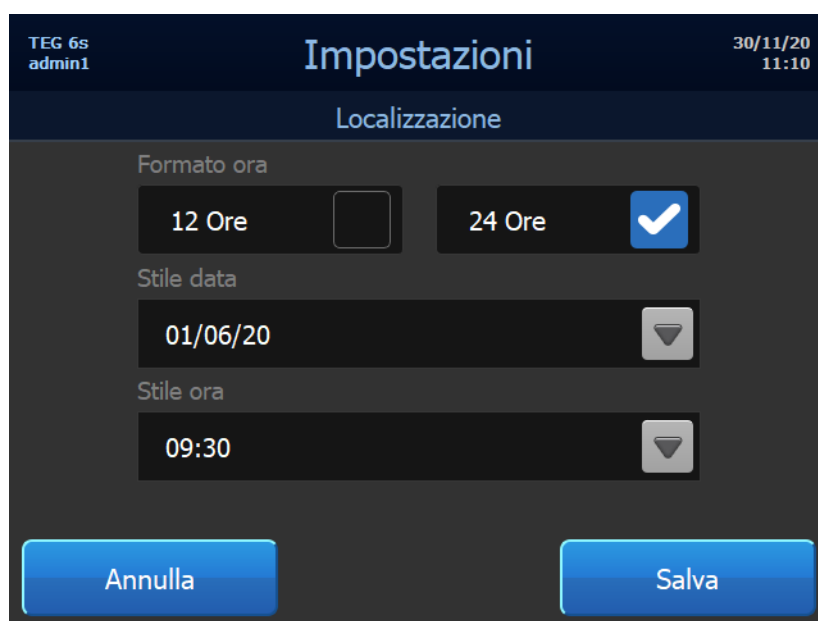 TEG 6s
admin1
Impostazioni
30/11/20
11:10
Localizzazione
Formato ora
12 Ore
24 Ore
Stile data
01/06/20
Stile ora
09:30
Annulla
Salva